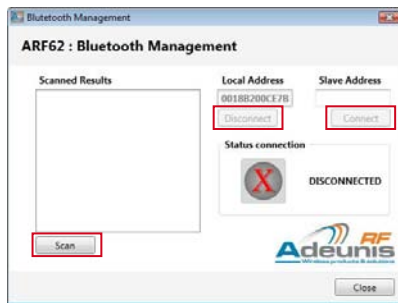 Blutetooth Management
ARF62 : Bluetooth Management
Scanned Results
Local Address
Slave Address
0018B200CE7B
Disconnect
Connect
Status connection
X
DISCONNECTED
Scan
Adeunis RF
Wireless products & solutions
Close